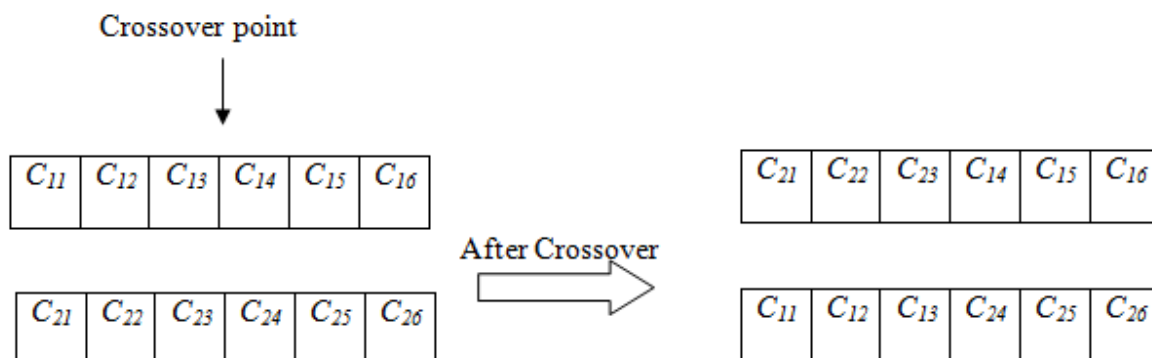 Crossover point
C11 C12 C13 C14 C15 C16
C21 C22 C23 C14 C15 C16
After Crossover
C21 C22 C23 C24 C25 C26
C11 C12 C13 C24 C25 C26